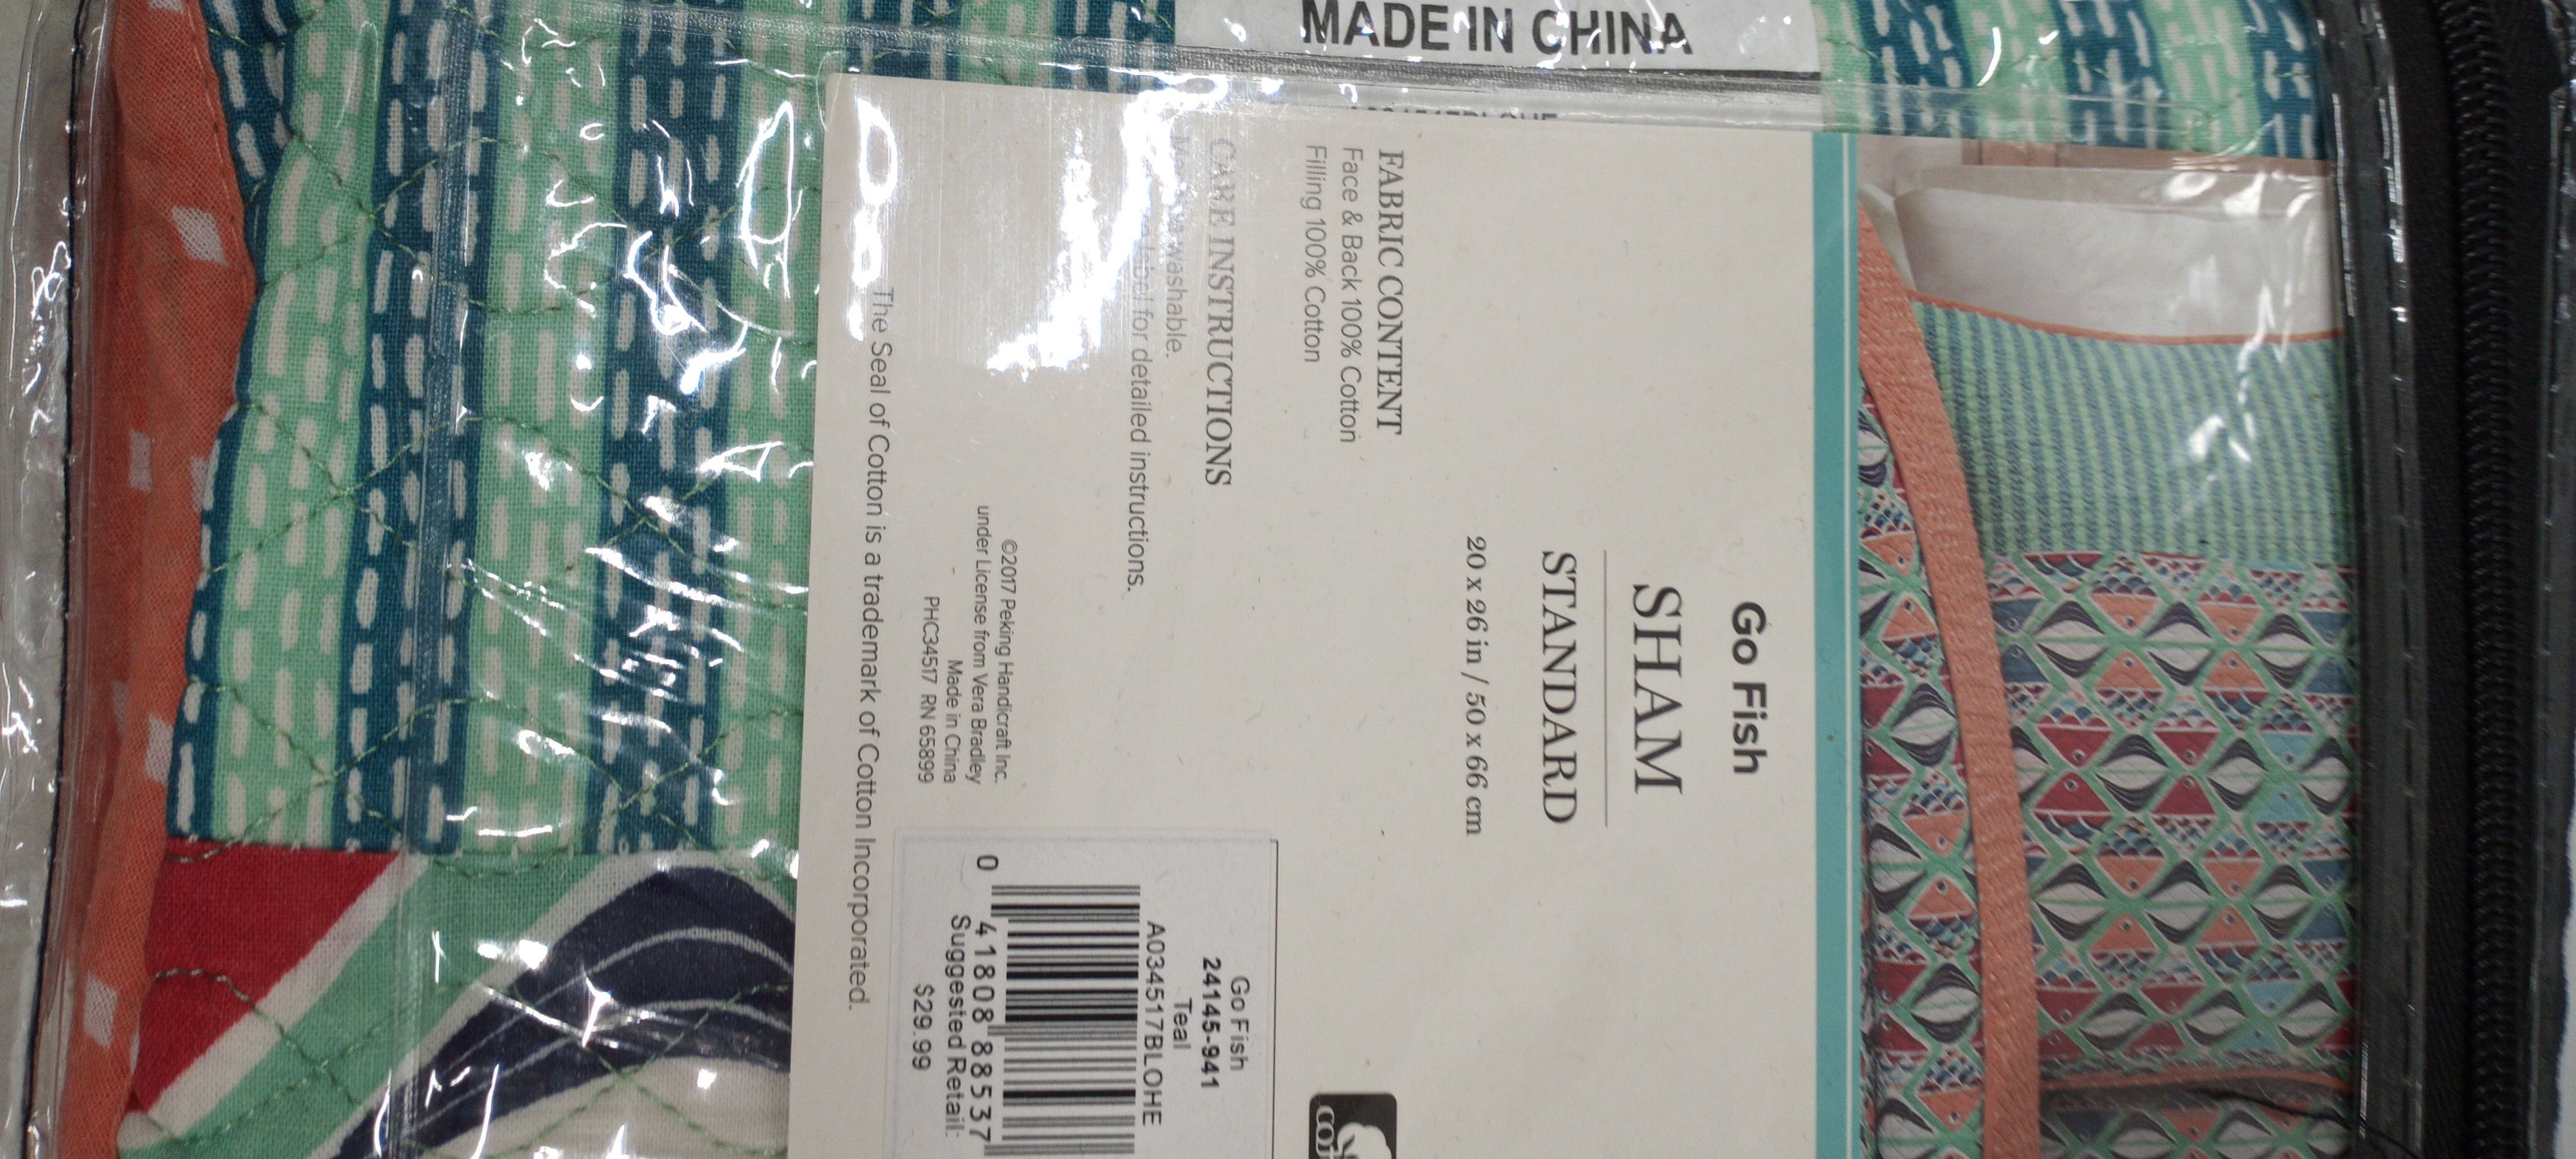 MADE IN CHINA
Go Fish
SHAM
STANDARD
20 x 26 in / 50 x 66 cm
FABRIC CONTENT
Face & Back 100% Cotton
Filling 100% Cotton
CARE INSTRUCTIONS
washable.
label for detailed instructions.
©2017 Peking Handicraft Inc.
under License from Vera Bradley
Made in China
PHC34517 RN 65899
The Seal of Cotton is a trademark of Cotton Incorporated.
Go Fish
24145-941
Teal
A034517BLOHE
0 41808 88537
Suggested Retail:
$29.99